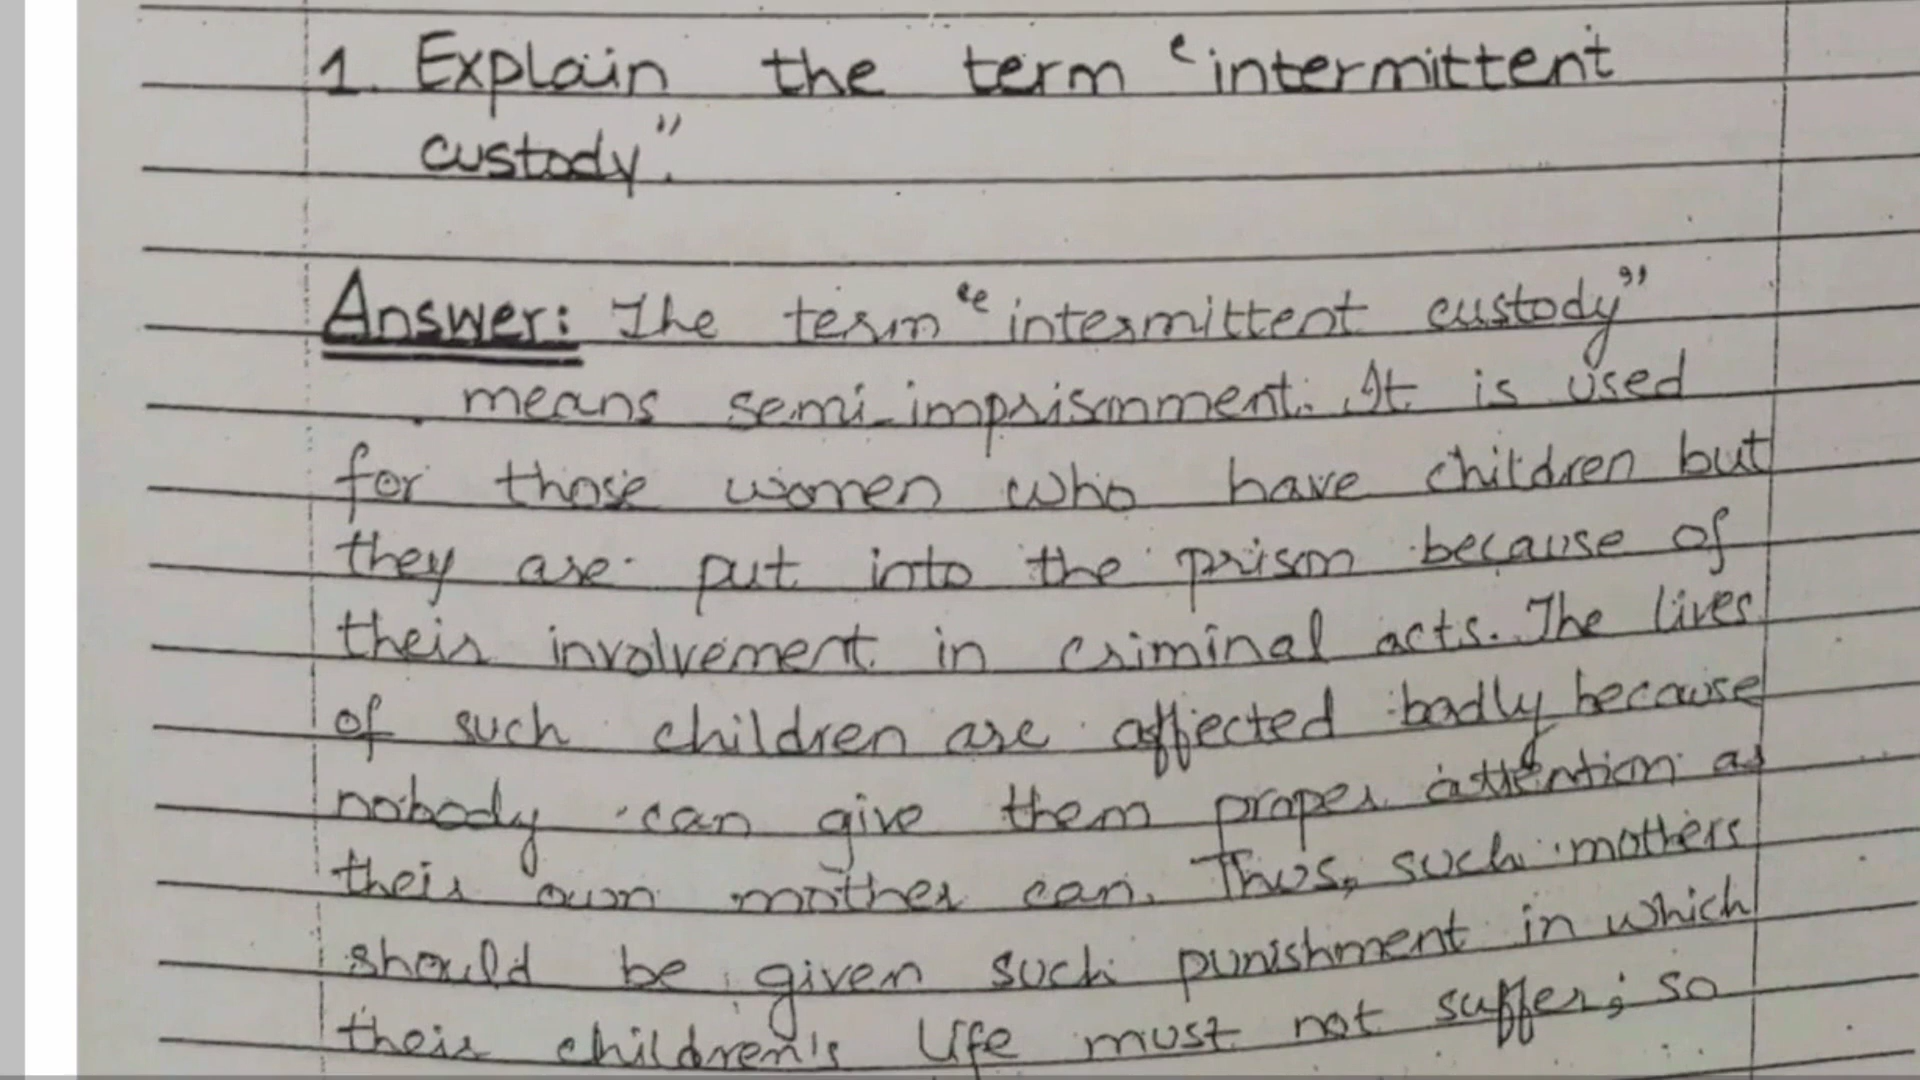 1. Explain the term "intermittent
custody".
Answer: The term "intermittent custody"
means semi-imprisonment. It is used
for those women who have children but
they are put into the prison because of
their involvement in criminal acts. The lives
of such children are affected badly because
nobody can give them proper attention as
their own mother can. Thus, such mothers
should be given such punishment in which
their children's life must not suffer; so